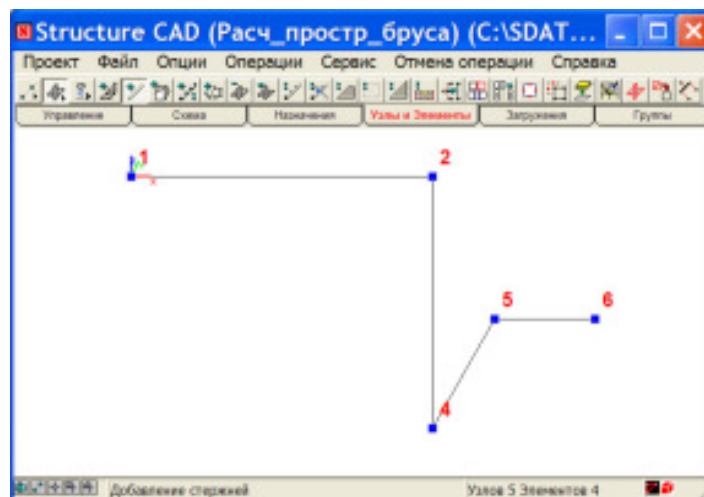 Structure CAD (Расч_простр_бруса) (C:\SDAT...
Проект Файл Опции Операции Сервис Отмена операции Справка
Управление Схема Назначения Узлы и Элементы Загружения Группы
1 2
5 6
4
Добавление стержней Узлов 5 Элементов 4